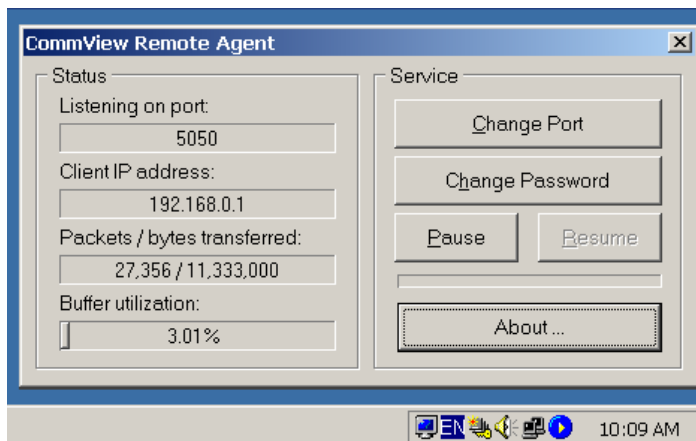 CommView Remote Agent
Status
Listening on port:
5050
Client IP address:
192.168.0.1
Packets / bytes transferred:
27,356 / 11,333,000
Buffer utilization:
3.01%
Service
Change Port
Change Password
Pause
Resume
About ...
EN
10:09 AM